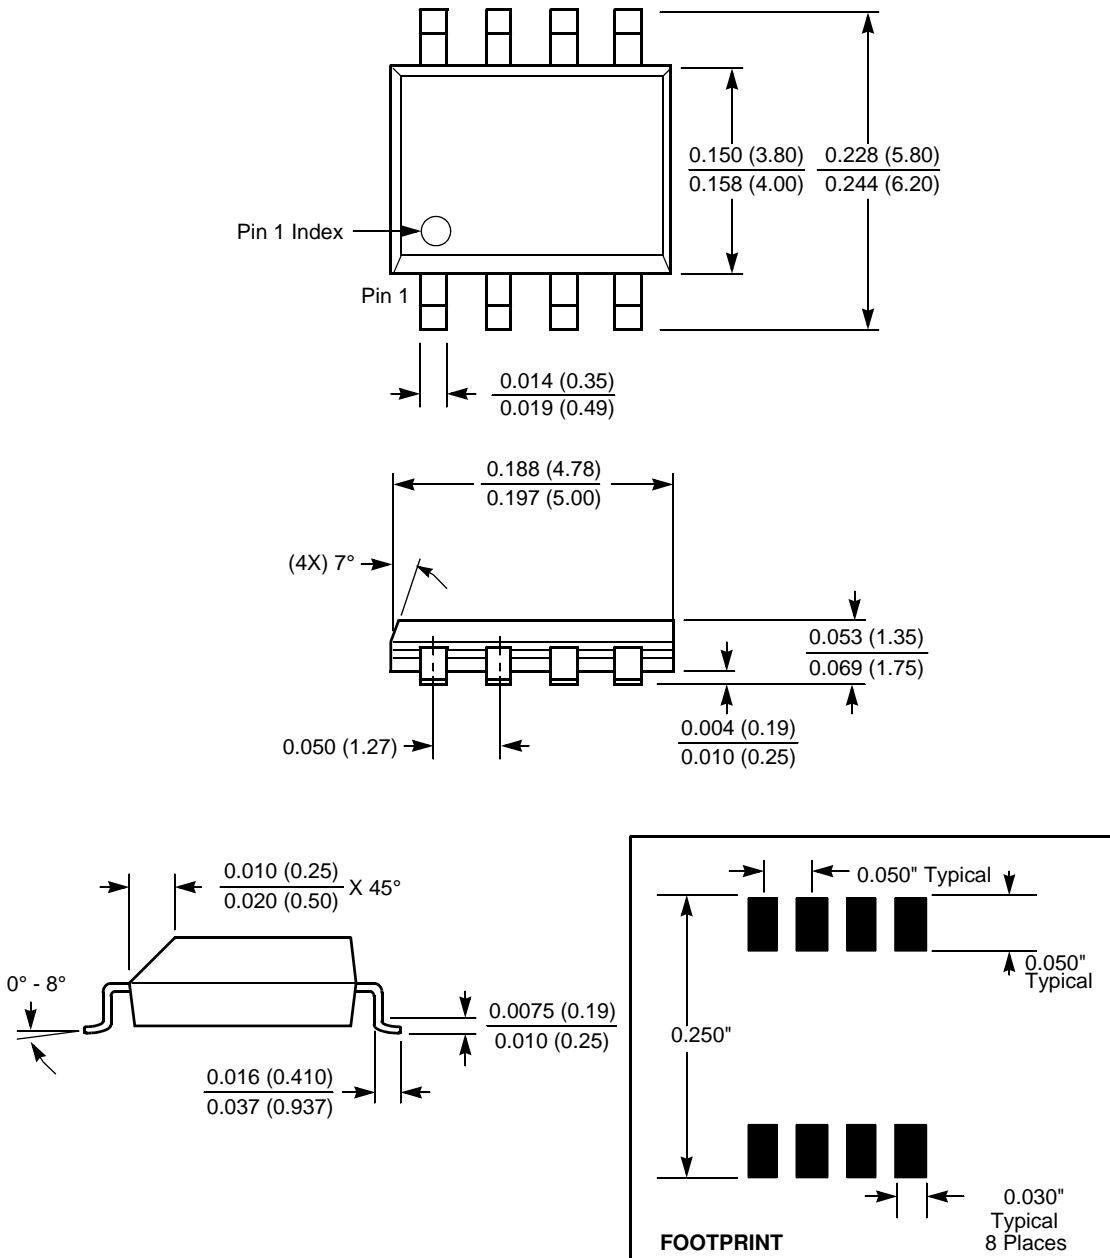 0.150 (3.80) 0.228 (5.80)
0.158 (4.00) 0.244 (6.20)
Pin 1 Index
Pin 1
0.014 (0.35)
0.019 (0.49)
0.188 (4.78)
0.197 (5.00)
(4X) 7°
0.053 (1.35)
0.069 (1.75)
0.004 (0.19)
0.010 (0.25)
0.050 (1.27)
0.010 (0.25)
0.020 (0.50)
X 45°
0° - 8°
0.0075 (0.19)
0.010 (0.25)
0.016 (0.410)
0.037 (0.937)
0.050" Typical
0.050"
Typical
0.250"
0.030"
Typical
8 Places
FOOTPRINT